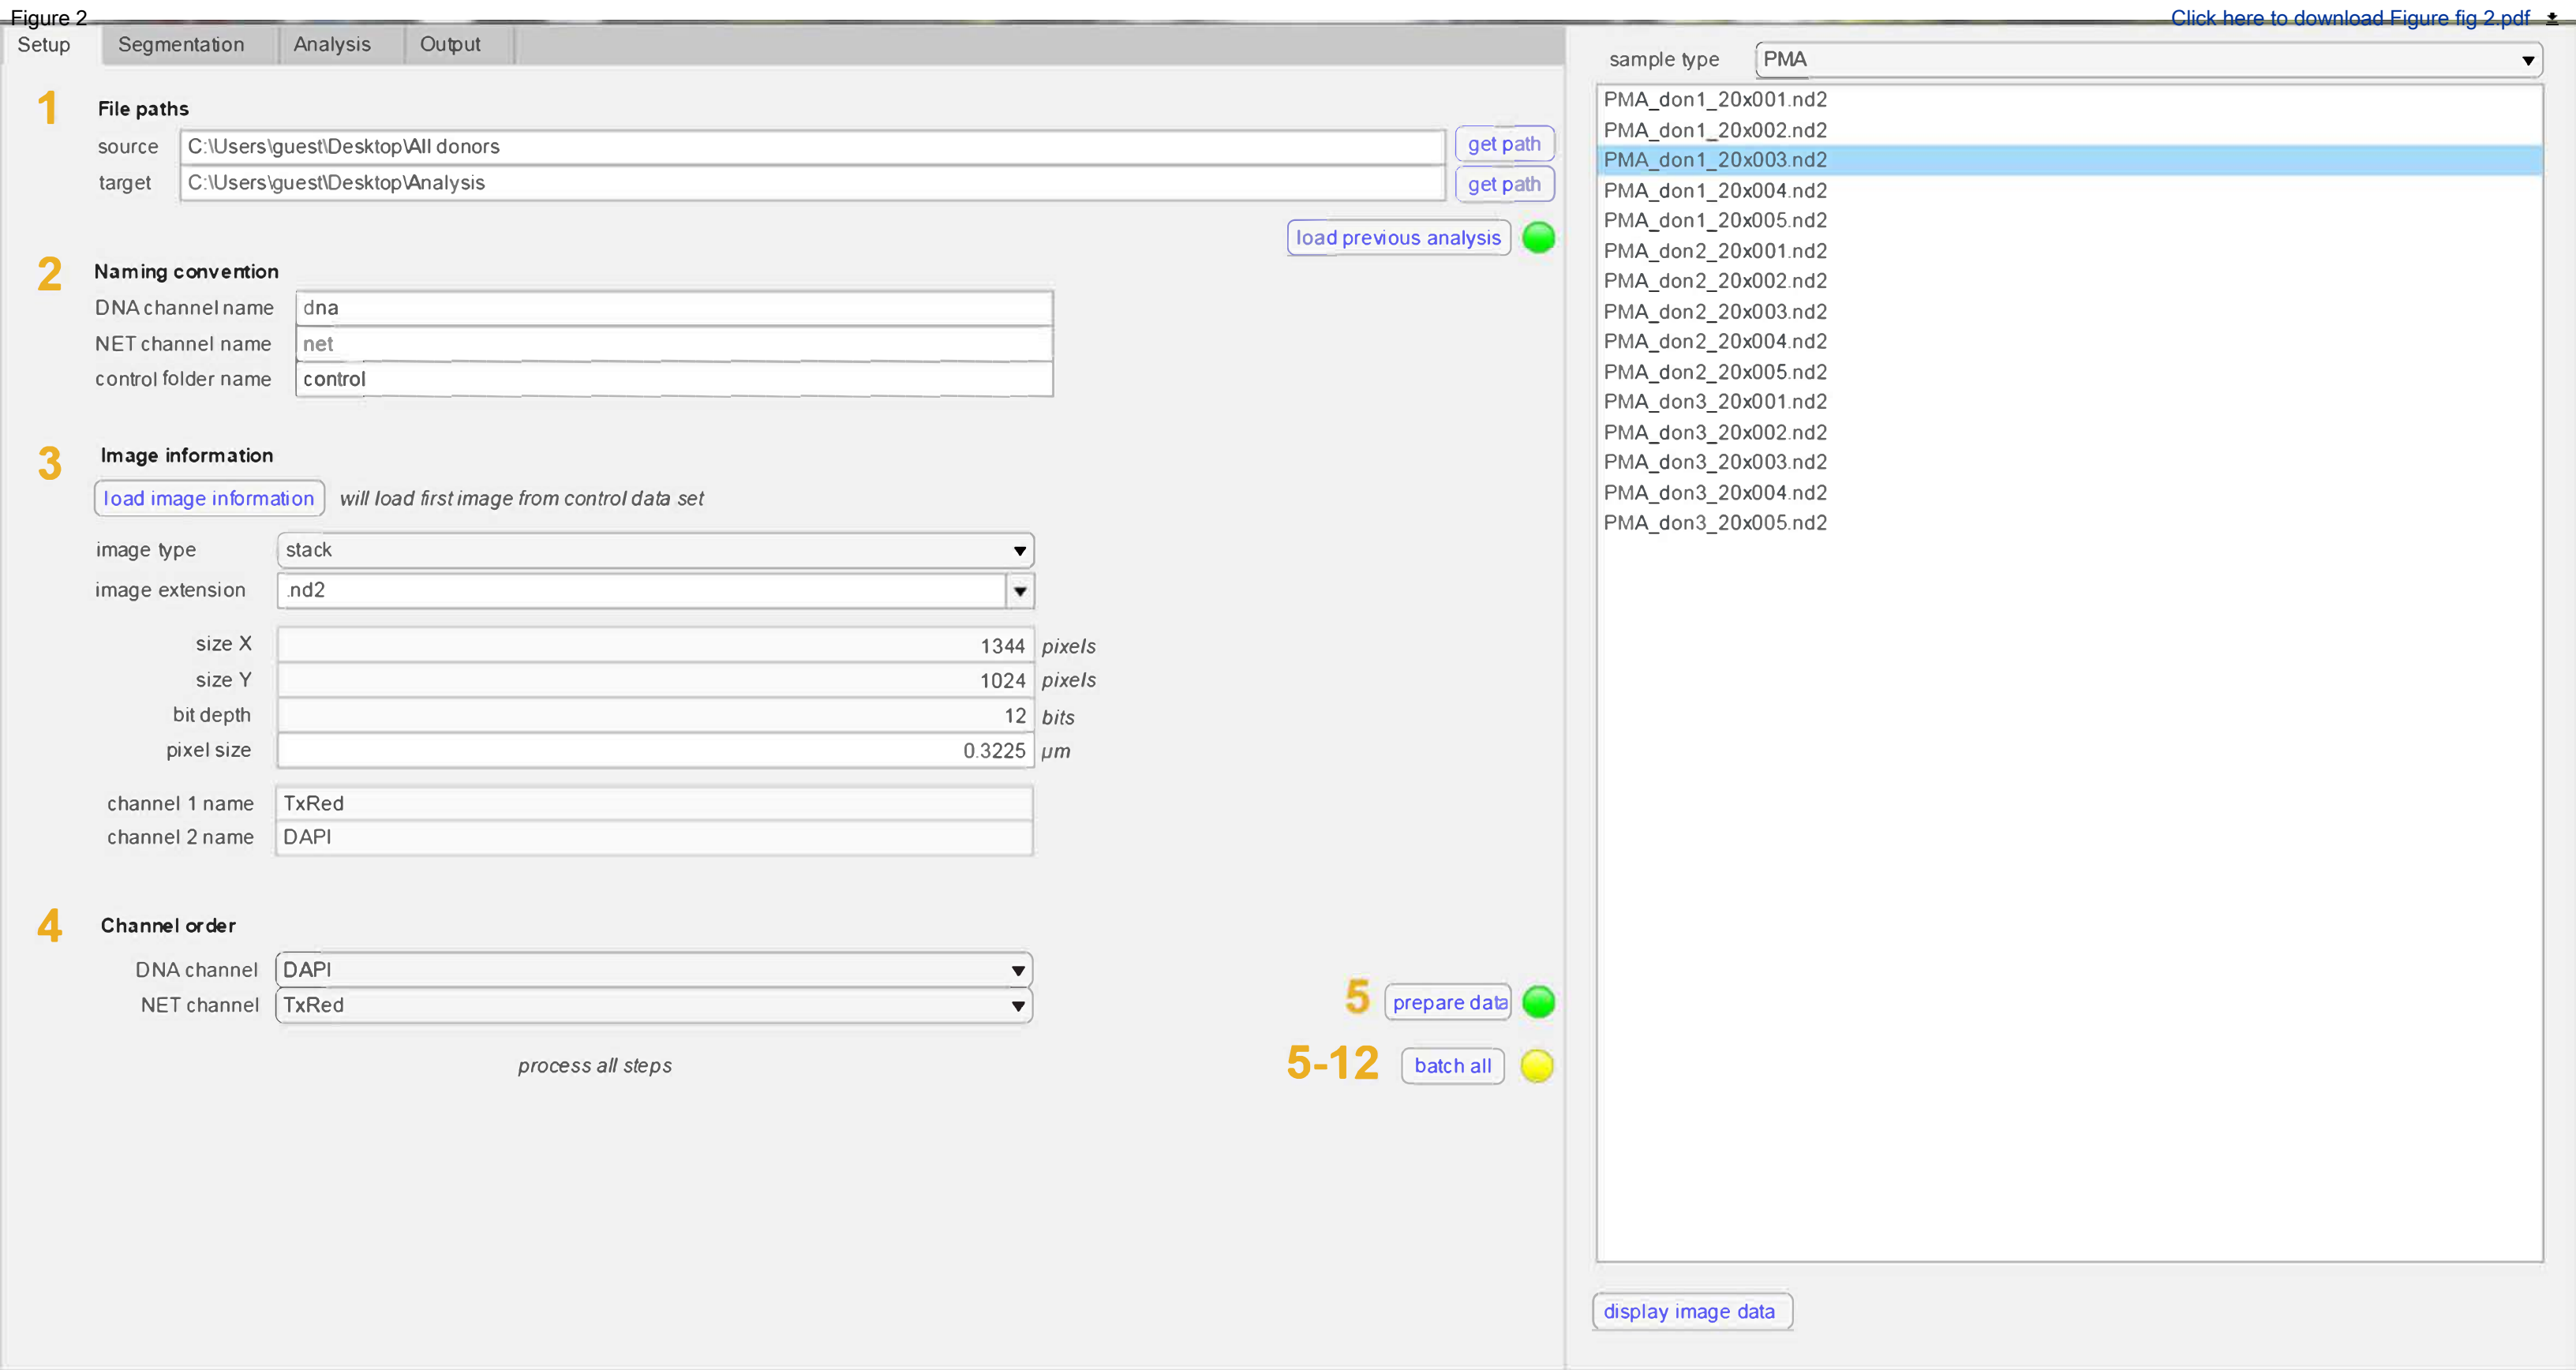 Figure 2
Click here to download Figure fig 2.pdf
Setup Segmentation Analysis Output
1 File paths
source C:\Users\guest\Desktop\All donors get path
target C:\Users\guest\Desktop\Analysis get path
load previous analysis
2 Naming convention
DNA channel name dna
NET channel name net
control folder name control
3 Image information
load image information will load first image from control data set
image type stack
image extension .nd2
size X 1344 pixels
size Y 1024 pixels
bit depth 12 bits
pixel size 0.3225 µm
channel 1 name TxRed
channel 2 name DAPI
4 Channel order
DNA channel DAPI
NET channel TxRed
5 prepare data
process all steps 5-12 batch all
sample type PMA
PMA_don1_20x001.nd2
PMA_don1_20x002.nd2
PMA_don1_20x003.nd2
PMA_don1_20x004.nd2
PMA_don1_20x005.nd2
PMA_don2_20x001.nd2
PMA_don2_20x002.nd2
PMA_don2_20x003.nd2
PMA_don2_20x004.nd2
PMA_don2_20x005.nd2
PMA_don3_20x001.nd2
PMA_don3_20x002.nd2
PMA_don3_20x003.nd2
PMA_don3_20x004.nd2
PMA_don3_20x005.nd2
display image data